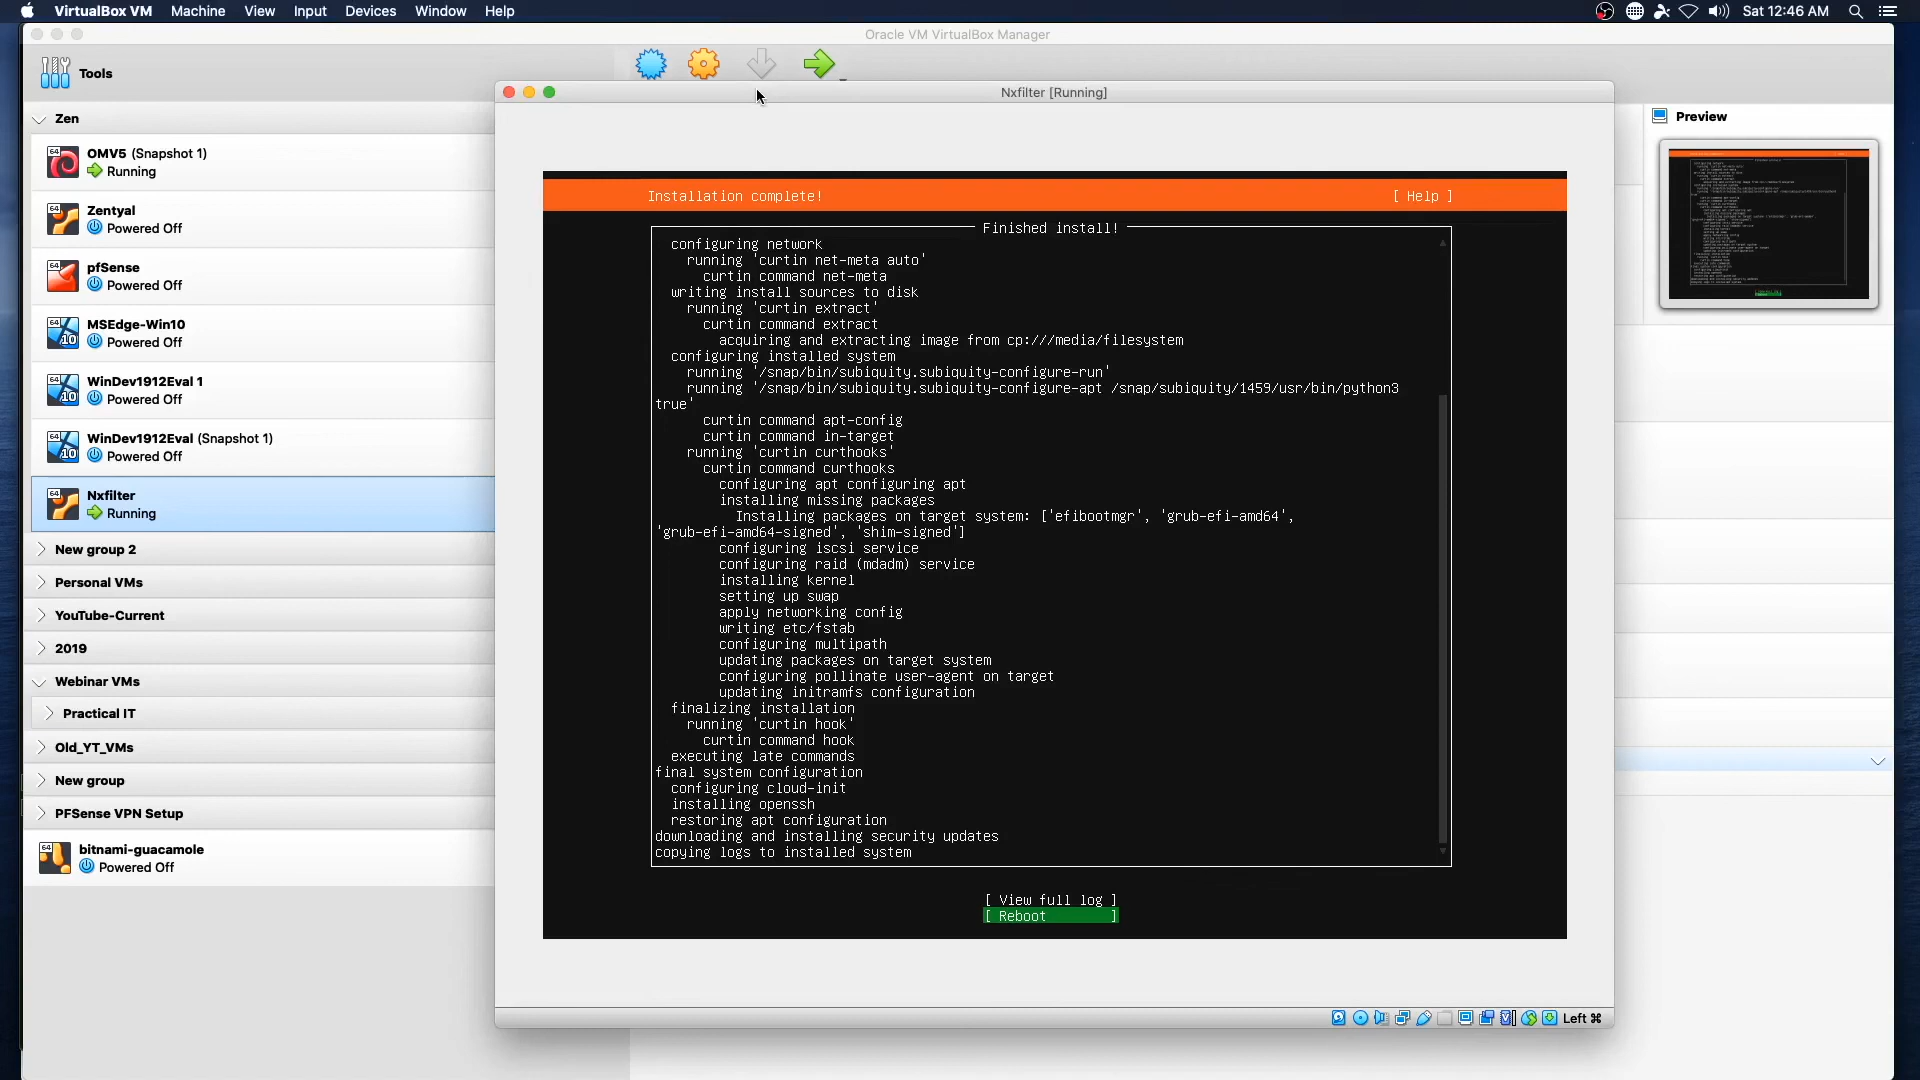 VirtualBox VM Machine View Input Devices Window Help Sat 12:46 AM
Oracle VM VirtualBox Manager
Tools
Zen
64
OMV5 (Snapshot 1)
Running
64
Zentyal
Powered Off
64
pfSense
Powered Off
64
10
MSEdge-Win10
Powered Off
64
10
WinDev1912Eval 1
Powered Off
64
10
WinDev1912Eval (Snapshot 1)
Powered Off
64
Nxfilter
Running
New group 2
Personal VMs
YouTube-Current
2019
Webinar VMs
Practical IT
Old_YT_VMs
New group
PFSense VPN Setup
64
bitnami-guacamole
Powered Off
Nxfilter [Running]
Installation complete! [ Help ]
Finished install!
configuring network
running 'curtin net-meta auto'
curtin command net-meta
writing install sources to disk
running 'curtin extract'
curtin command extract
acquiring and extracting image from cp:///media/filesystem
configuring installed system
running '/snap/bin/subiquity.subiquity-configure-run'
running '/snap/bin/subiquity.subiquity-configure-apt /snap/subiquity/1459/usr/bin/python3
true'
curtin command apt-config
curtin command in-target
running 'curtin curthooks'
curtin command curthooks
configuring apt configuring apt
installing missing packages
Installing packages on target system: ['efibootmgr', 'grub-efi-amd64',
'grub-efi-amd64-signed', 'shim-signed']
configuring iscsi service
configuring raid (mdadm) service
installing kernel
setting up swap
apply networking config
writing etc/fstab
configuring multipath
updating packages on target system
configuring pollinate user-agent on target
updating initramfs configuration
finalizing installation
running 'curtin hook'
curtin command hook
executing late commands
final system configuration
configuring cloud-init
installing openssh
restoring apt configuration
downloading and installing security updates
copying logs to installed system
[ View full log ]
[ Reboot ]
Left ⌘
Preview